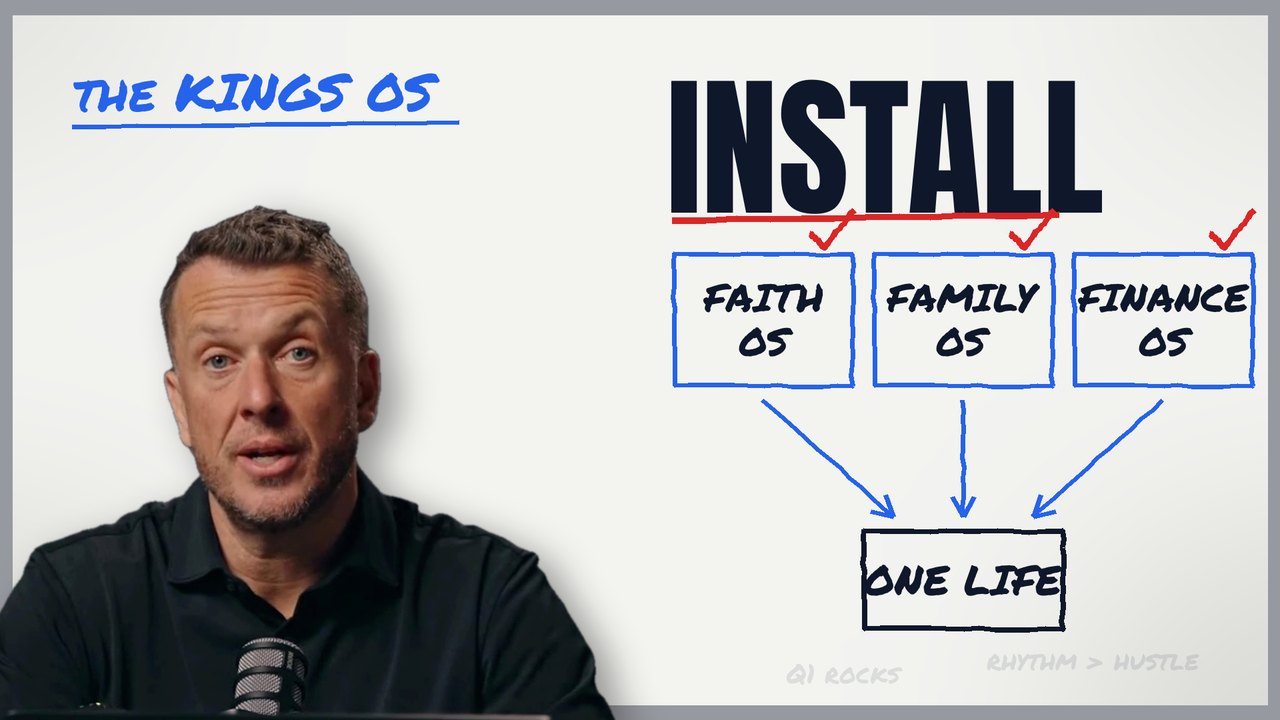 THE KINGS OS
INSTALL
FAITH
OS
FAMILY
OS
FINANCE
OS
ONE LIFE
Q1 ROCKS
RHYTHM > HUSTLE